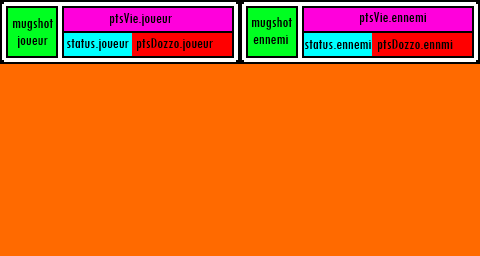 mugshot
joueur
ptsVie.joueur
status.joueur
ptsDozzo.joueur
mugshot
ennemi
ptsVie.ennemi
status.ennemi
ptsDozzo.ennmi